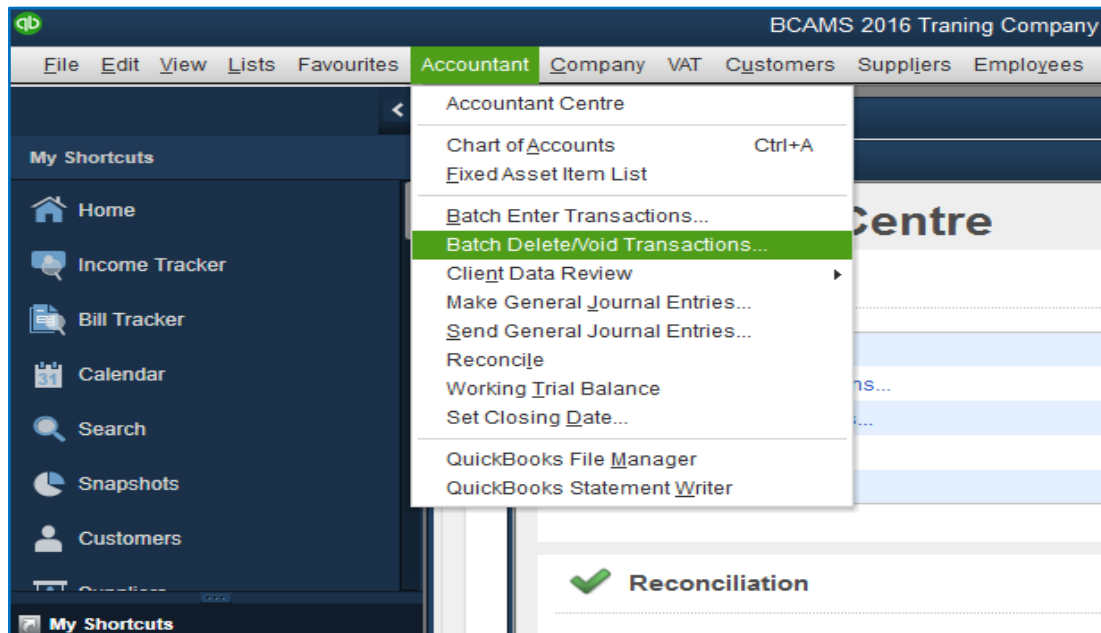 qb
BCAMS 2016 Traning Company
File Edit View Lists Favourites Accountant Company VAT Customers Suppliers Employees
Accountant Centre
Chart of Accounts Ctrl+A
Fixed Asset Item List
Batch Enter Transactions...
Batch Delete/Void Transactions...
Client Data Review
Make General Journal Entries...
Send General Journal Entries...
Reconcile
Working Trial Balance
Set Closing Date...
QuickBooks File Manager
QuickBooks Statement Writer
My Shortcuts
Home
Income Tracker
Bill Tracker
31
Calendar
Search
Snapshots
Customers
My Shortcuts
Centre
ns...
Reconciliation